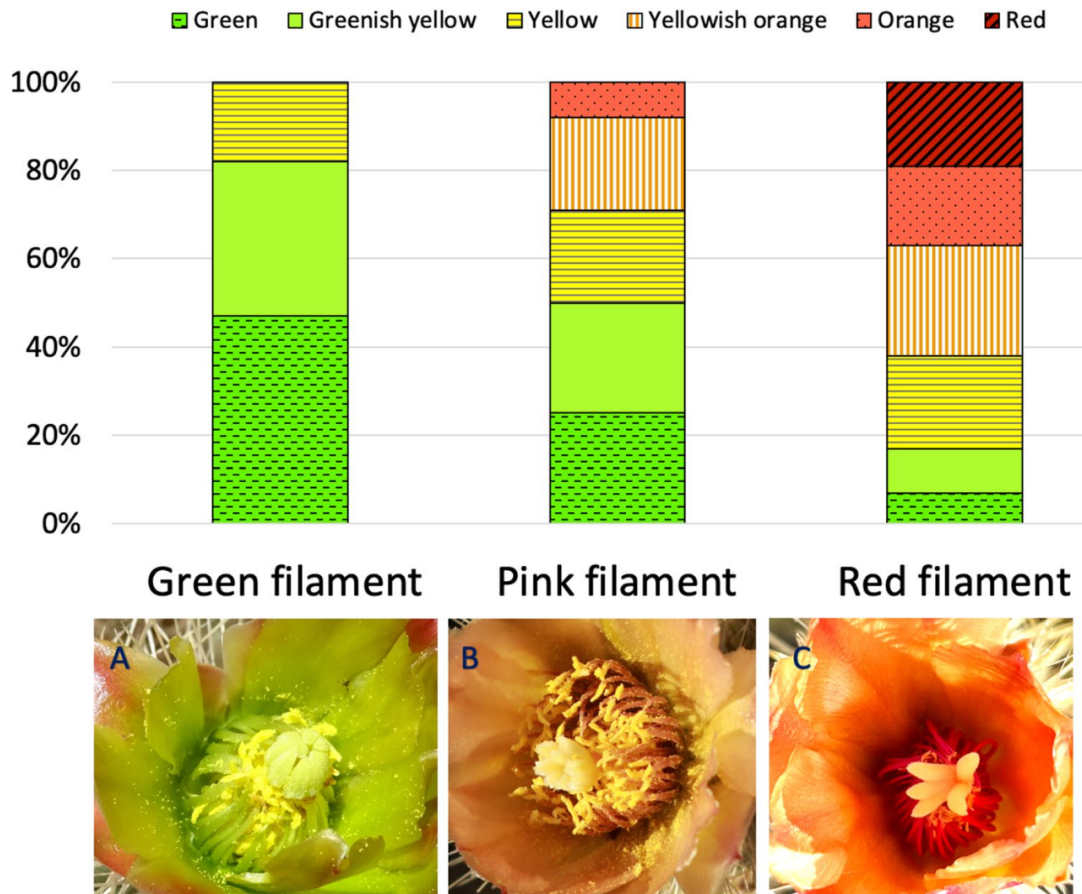 Green Greenish yellow Yellow Yellowish orange Orange Red
100%
80%
60%
40%
20%
0%
Green filament Pink filament Red filament
A B C